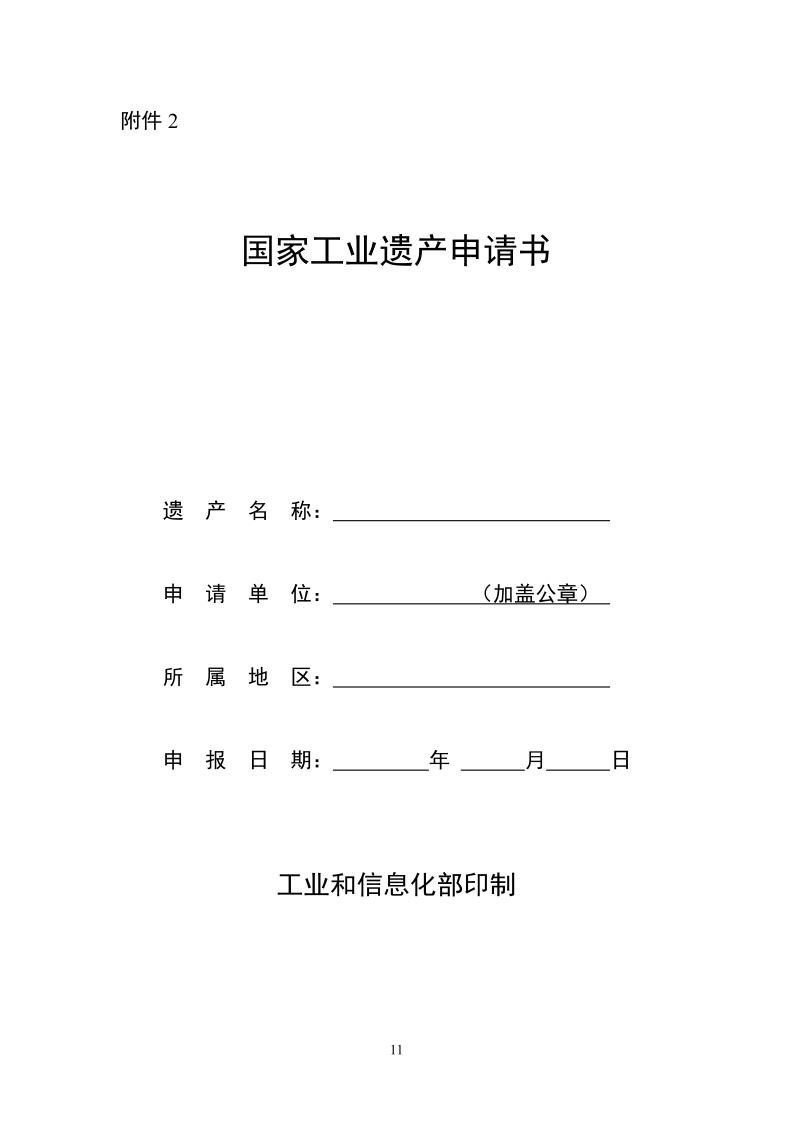 附件 2
国家工业遗产申请书
遗 产 名 称：
申 请 单 位： （加盖公章）
所 属 地 区：
申 报 日 期： 年 月 日
工业和信息化部印制
11